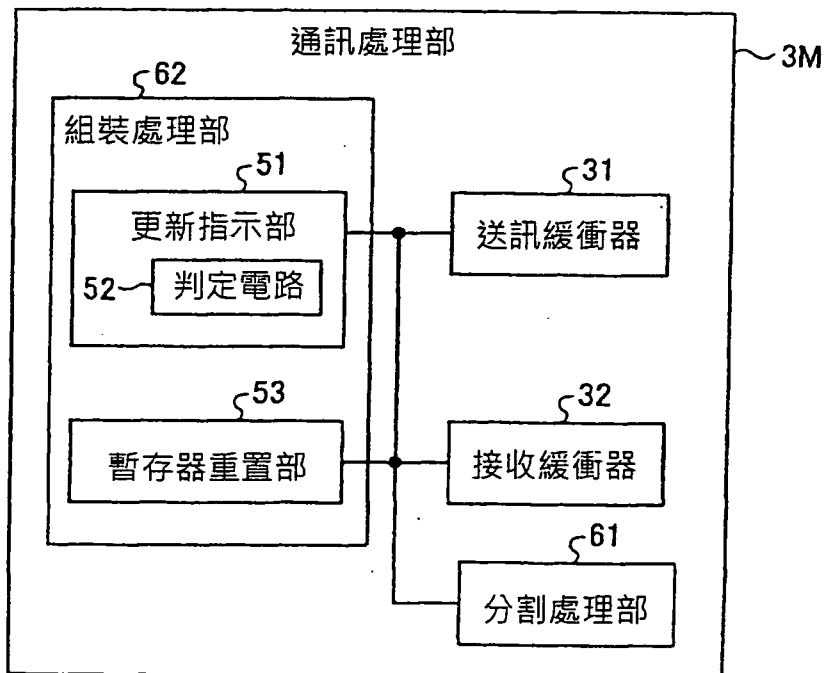 通訊處理部
3M
62
組裝處理部
51
更新指示部
52
判定電路
31
送訊緩衝器
53
暫存器重置部
32
接收緩衝器
61
分割處理部